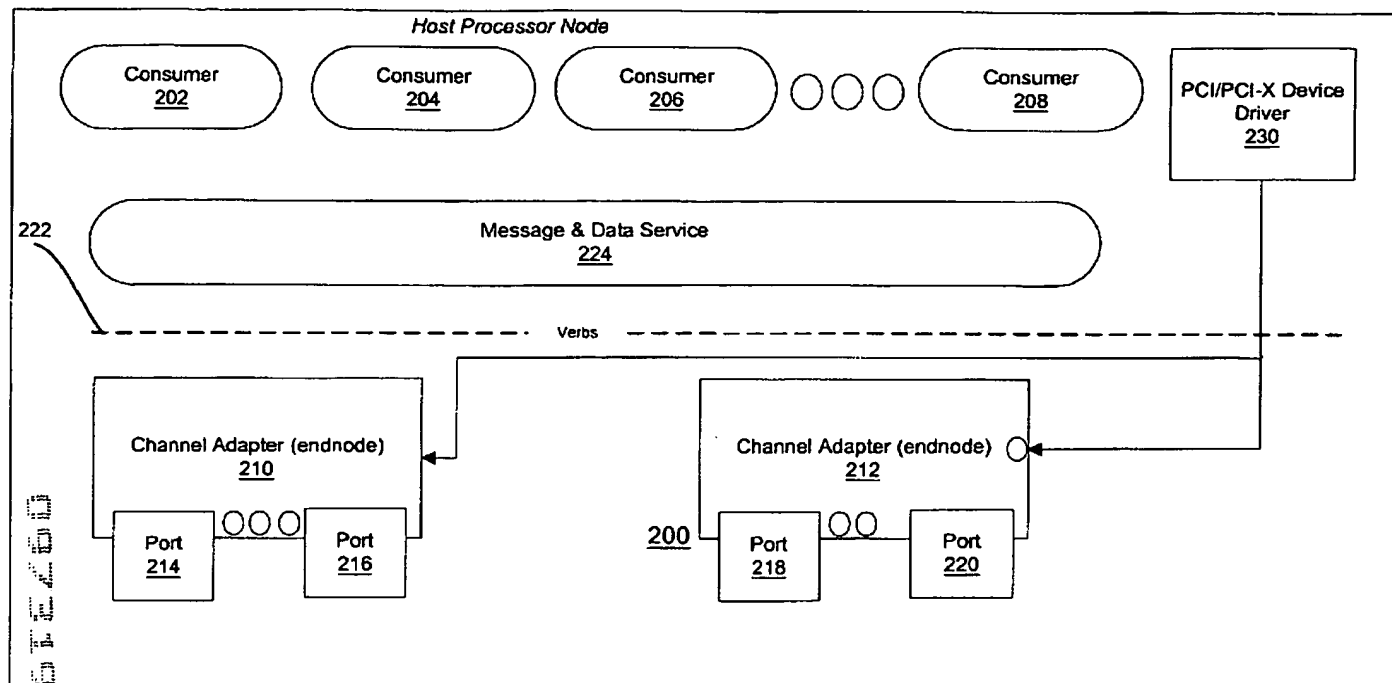 Host Processor Node
Consumer
202
Consumer
204
Consumer
206
Consumer
208
PCI/PCI-X Device
Driver
230
222
Message & Data Service
224
Verbs
Channel Adapter (endnode)
210
Channel Adapter (endnode)
212
Port
214
Port
216
200
Port
218
Port
220